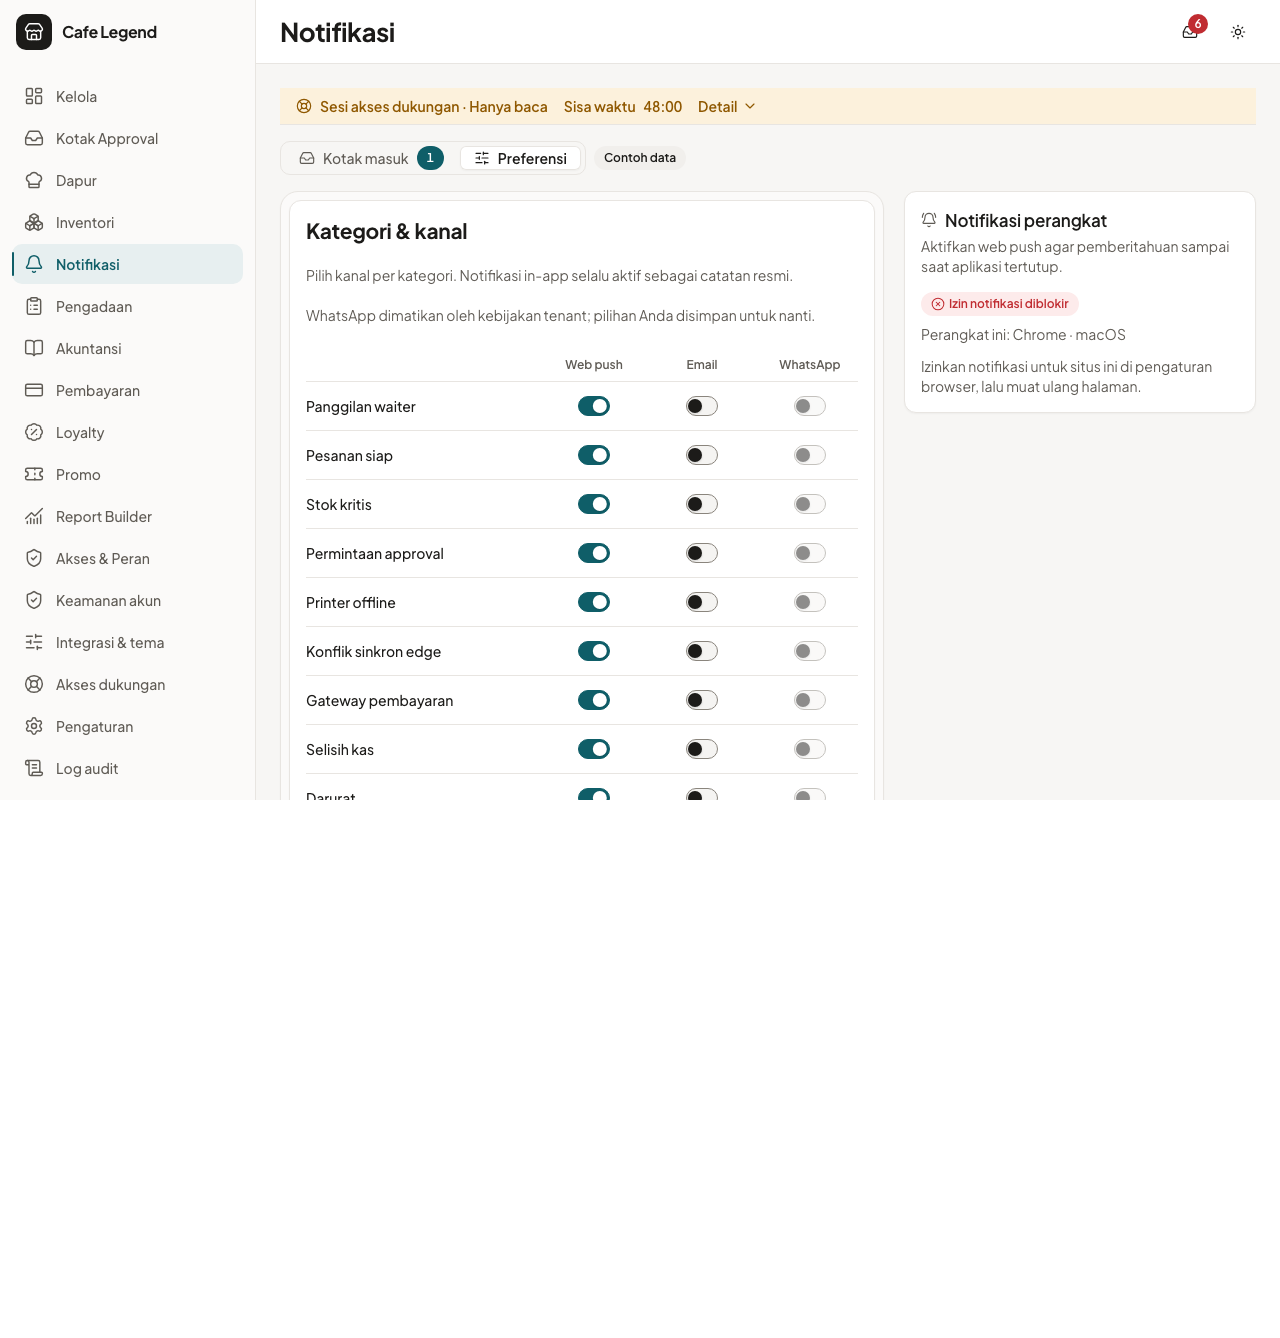 Cafe Legend
Kelola
Kotak Approval
Dapur
Inventori
Notifikasi
Pengadaan
Akuntansi
Pembayaran
Loyalty
Promo
Report Builder
Akses & Peran
Keamanan akun
Integrasi & tema
Akses dukungan
Pengaturan
Log audit
Notifikasi
6
Sesi akses dukungan · Hanya baca Sisa waktu 48:00 Detail
Kotak masuk 1 Preferensi Contoh data
Kategori & kanal
Pilih kanal per kategori. Notifikasi in-app selalu aktif sebagai catatan resmi.
WhatsApp dimatikan oleh kebijakan tenant; pilihan Anda disimpan untuk nanti.
Web push Email WhatsApp
Panggilan waiter
Pesanan siap
Stok kritis
Permintaan approval
Printer offline
Konflik sinkron edge
Gateway pembayaran
Selisih kas
Darurat
Notifikasi perangkat
Aktifkan web push agar pemberitahuan sampai
saat aplikasi tertutup.
Izin notifikasi diblokir
Perangkat ini: Chrome · macOS
Izinkan notifikasi untuk situs ini di pengaturan
browser, lalu muat ulang halaman.